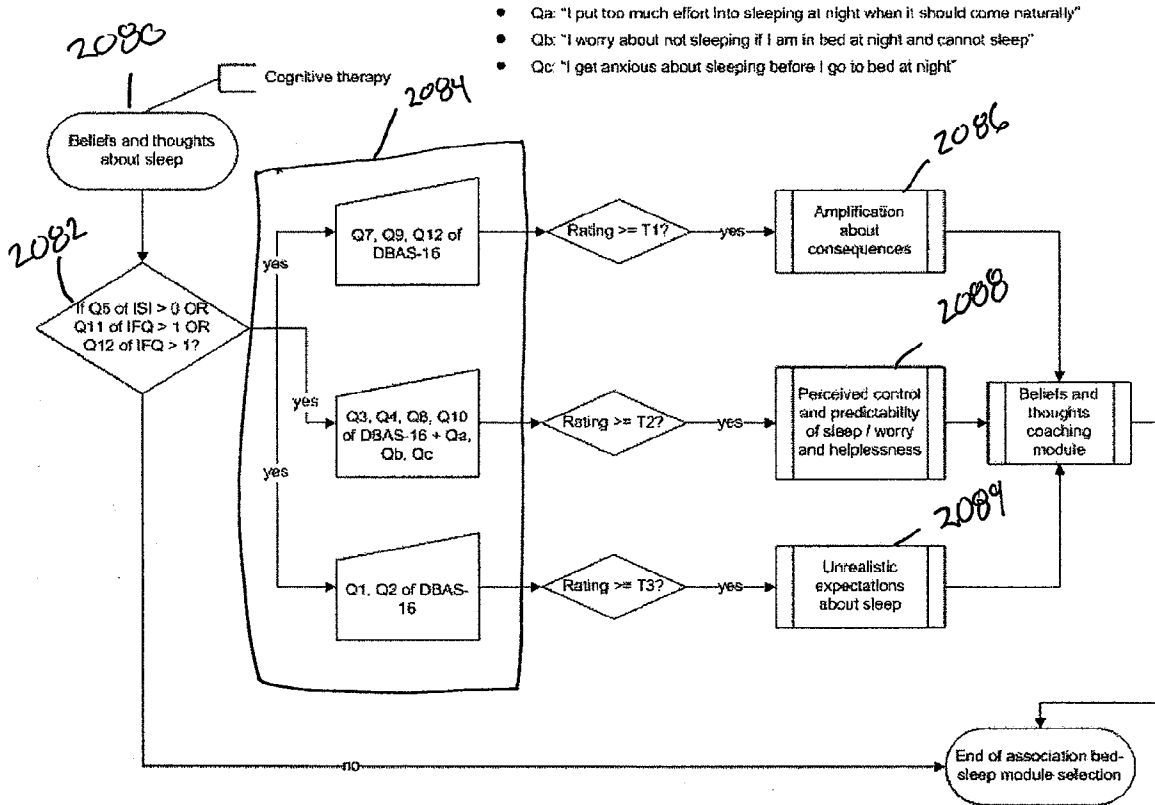 Qa: "I put too much effort into sleeping at night when it should come naturally"
Qb: "I worry about not sleeping if I am in bed at night and cannot sleep"
Qc: "I get anxious about sleeping before I go to bed at night"
2080
Cognitive therapy
2084
Beliefs and thoughts
about sleep
2086
2082
Q7, Q9, Q12 of
DBAS-16
Rating >= T1?
yes
Amplification
about
consequences
yes
If Q5 of ISI > 0 OR
Q11 of IFQ > 1 OR
Q12 of IFQ > 1?
2088
yes
Q3, Q4, Q8, Q10
of DBAS-16 + Qa,
Qb, Qc
Rating >= T2?
yes
Perceived control
and predictability
of sleep / worry
and helplessness
Beliefs and
thoughts
coaching
module
yes
2089
Q1, Q2 of DBAS-
16
Rating >= T3?
yes
Unrealistic
expectations
about sleep
no
End of association bed-
sleep module selection